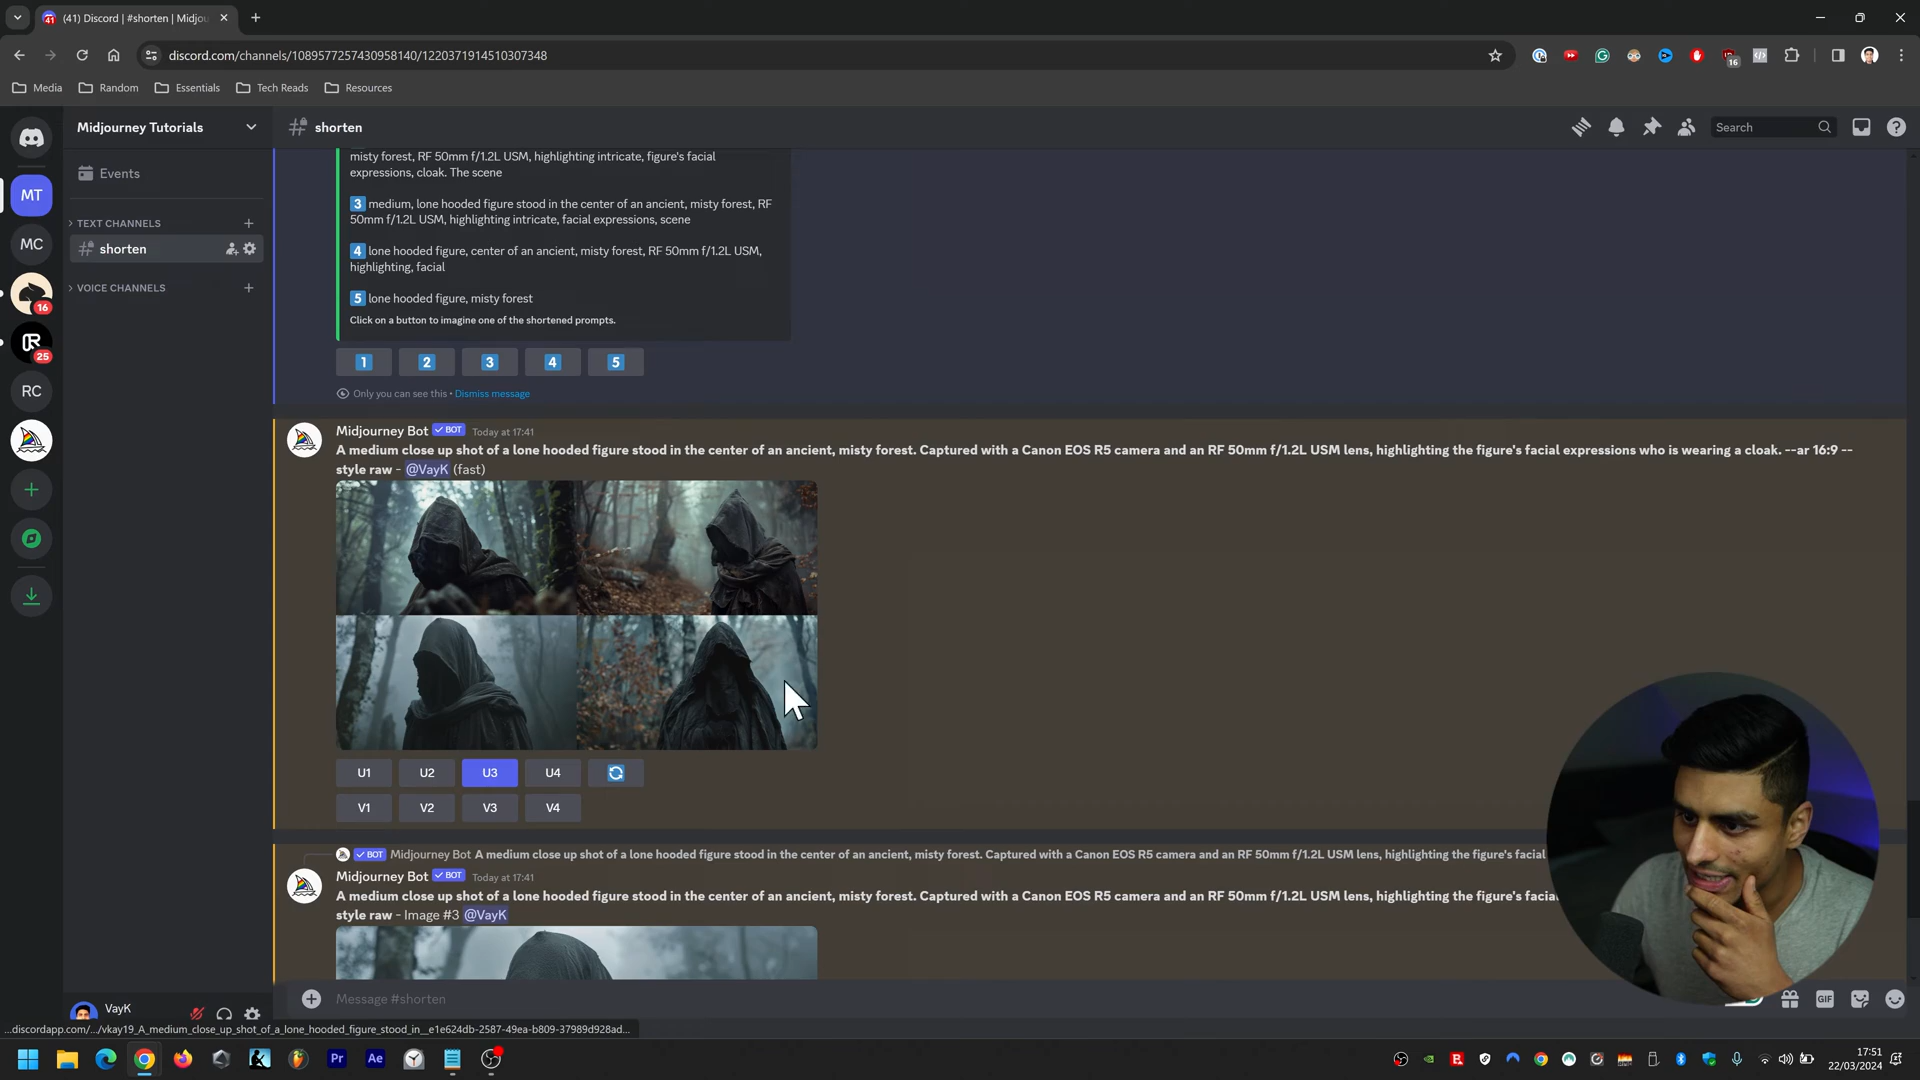 (41) Discord | #shorten | Midjou
discord.com/channels/1089577257430958140/1220371914510307348
16
Media
Random
Essentials
Tech Reads
Resources
Midjourney Tutorials
shorten
Search
Events
MT
TEXT CHANNELS
MC
shorten
VOICE CHANNELS
16
25
RC
misty forest, RF 50mm f/1.2L USM, highlighting intricate, figure's facial
expressions, cloak. The scene
3 medium, lone hooded figure stood in the center of an ancient, misty forest, RF
50mm f/1.2L USM, highlighting intricate, facial expressions, scene
4 lone hooded figure, center of an ancient, misty forest, RF 50mm f/1.2L USM,
highlighting, facial
5 lone hooded figure, misty forest
Click on a button to imagine one of the shortened prompts.
1 2 3 4 5
Only you can see this • Dismiss message
Midjourney Bot BOT Today at 17:41
A medium close up shot of a lone hooded figure stood in the center of an ancient, misty forest. Captured with a Canon EOS R5 camera and an RF 50mm f/1.2L USM lens, highlighting the figure's facial expressions who is wearing a cloak. --ar 16:9 --
style raw - @VayK (fast)
U1 U2 U3 U4
V1 V2 V3 V4
BOT Midjourney Bot A medium close up shot of a lone hooded figure stood in the center of an ancient, misty forest. Captured with a Canon EOS R5 camera and an RF 50mm f/1.2L USM lens, highlighting the figure's facial
Midjourney Bot BOT Today at 17:41
A medium close up shot of a lone hooded figure stood in the center of an ancient, misty forest. Captured with a Canon EOS R5 camera and an RF 50mm f/1.2L USM lens, highlighting the figure's facia
style raw - Image #3 @VayK
Message #shorten
GIF
VayK
...discordapp.com/.../vkay19_A_medium_close_up_shot_of_a_lone_hooded_figure_stood_in__e1e624db-2587-49ea-b809-37989d928ad...
Pr
Ae
17:51
22/03/2024